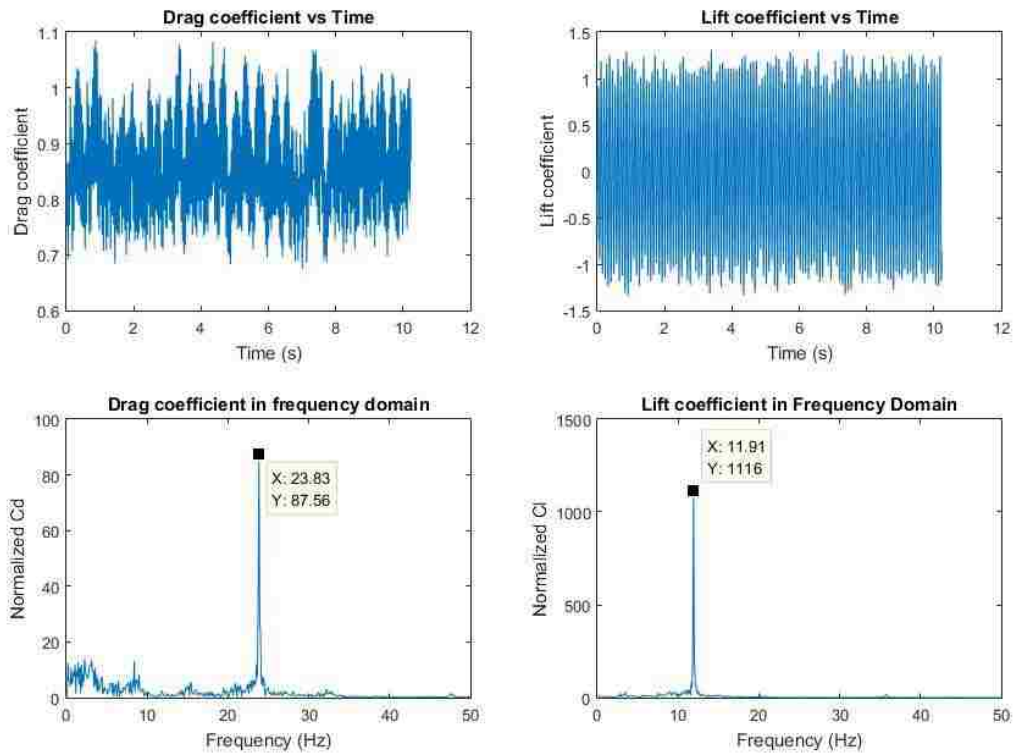 Drag coefficient vs Time
1.1
1
0.9
0.8
0.7
0.6
Drag coefficient
0 2 4 6 8 10 12
Time (s)
Lift coefficient vs Time
1.5
1
0.5
0
-0.5
-1
-1.5
Lift coefficient
0 2 4 6 8 10 12
Time (s)
Drag coefficient in frequency domain
100
80
60
40
20
0
Normalized Cd
X: 23.83
Y: 87.56
0 10 20 30 40 50
Frequency (Hz)
Lift coefficient in Frequency Domain
1500
1000
500
0
Normalized Cl
X: 11.91
Y: 1116
0 10 20 30 40 50
Frequency (Hz)